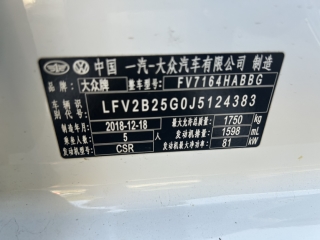 中国 一汽-大众汽车有限公司 制造
品牌: 大众牌 整车型号: FV7164HABBG
车辆识别代号: LFV2B25G0J5124383
制造年月: 2018-12-18 最大允许总质量: 1750 kg
乘坐人数: 5 人 发动机排量: 1598 mL
发动机型号: CSR 发动机最大净功率: 81 kW